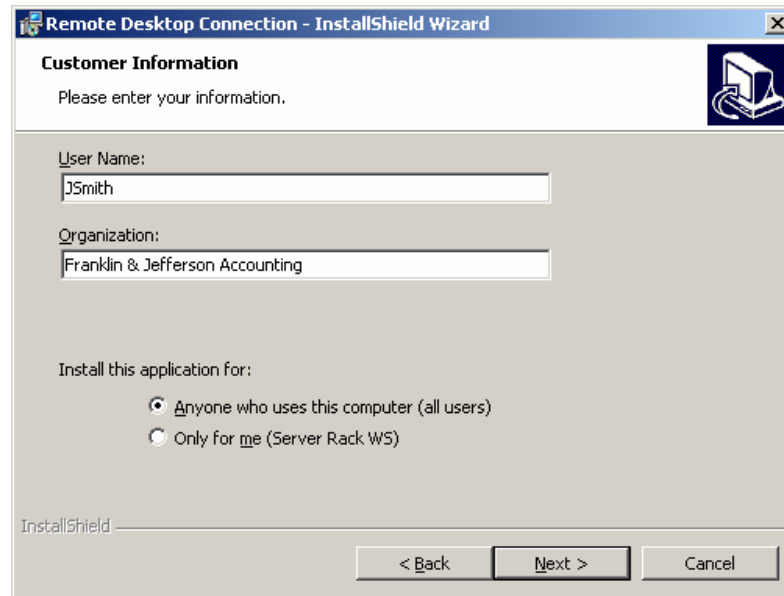 Remote Desktop Connection - InstallShield Wizard
Customer Information
Please enter your information.
User Name:
JSmith
Organization:
Franklin & Jefferson Accounting
Install this application for:
Anyone who uses this computer (all users)
Only for me (Server Rack WS)
InstallShield
< Back Next > Cancel